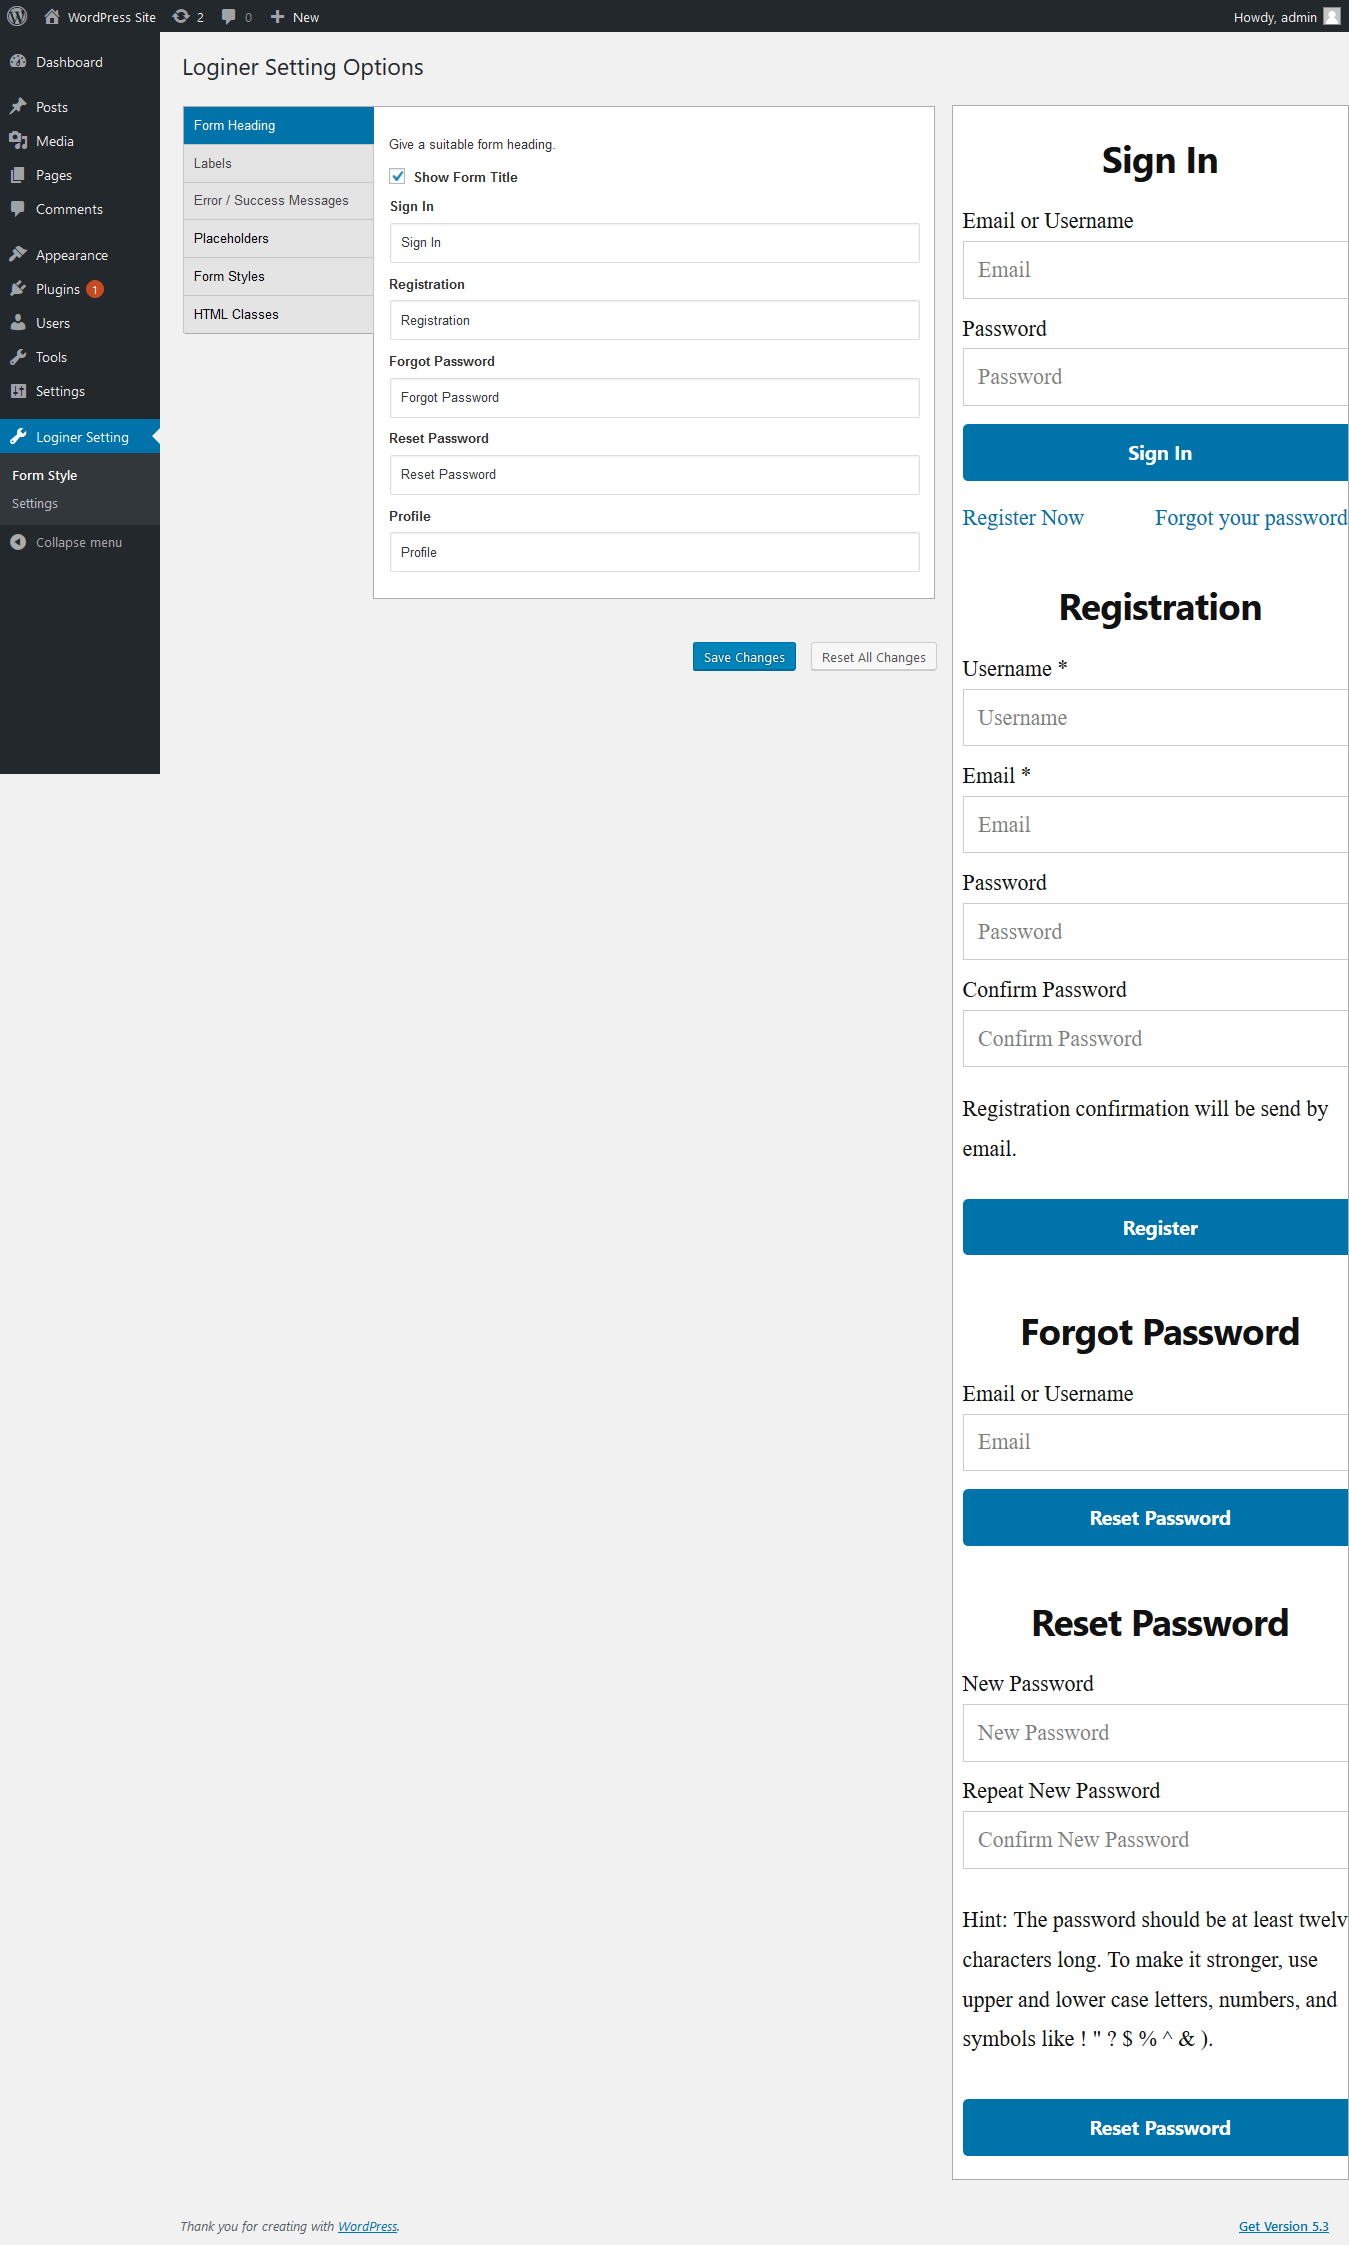 WordPress Site 2 0 New Howdy, admin
Dashboard
Posts
Media
Pages
Comments
Appearance
Plugins 1
Users
Tools
Settings
Loginer Setting
Form Style
Settings
Collapse menu
Loginer Setting Options
Form Heading
Labels
Error / Success Messages
Placeholders
Form Styles
HTML Classes
Give a suitable form heading.
Show Form Title
Sign In
Sign In
Registration
Registration
Forgot Password
Forgot Password
Reset Password
Reset Password
Profile
Profile
Save Changes Reset All Changes
Sign In
Email or Username
Email
Password
Password
Sign In
Register Now Forgot your password
Registration
Username *
Username
Email *
Email
Password
Password
Confirm Password
Confirm Password
Registration confirmation will be send by
email.
Register
Forgot Password
Email or Username
Email
Reset Password
Reset Password
New Password
New Password
Repeat New Password
Confirm New Password
Hint: The password should be at least twelv
characters long. To make it stronger, use
upper and lower case letters, numbers, and
symbols like ! " ? $ % ^ & ).
Reset Password
Thank you for creating with WordPress.
Get Version 5.3